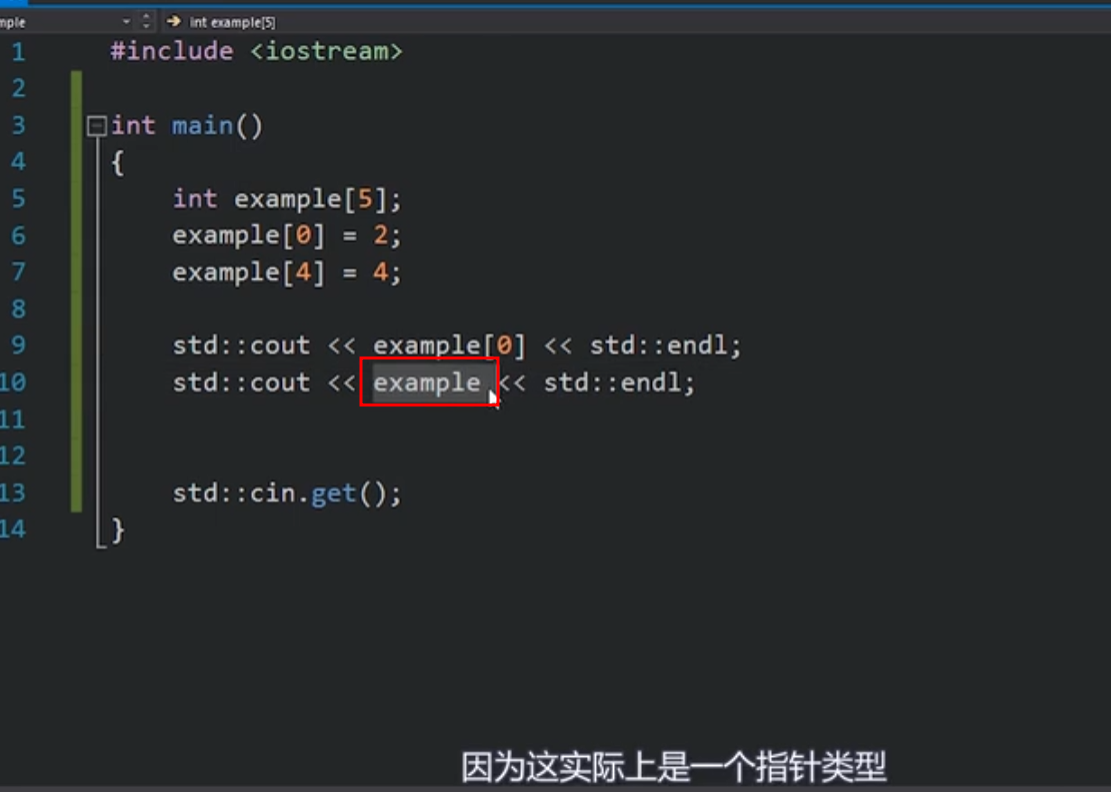 mple int example[5]
1 #include <iostream>
2
3 int main()
4 {
5 int example[5];
6 example[0] = 2;
7 example[4] = 4;
8
9 std::cout << example[0] << std::endl;
10 std::cout << example << std::endl;
11
12
13 std::cin.get();
14 }
因为这实际上是一个指针类型